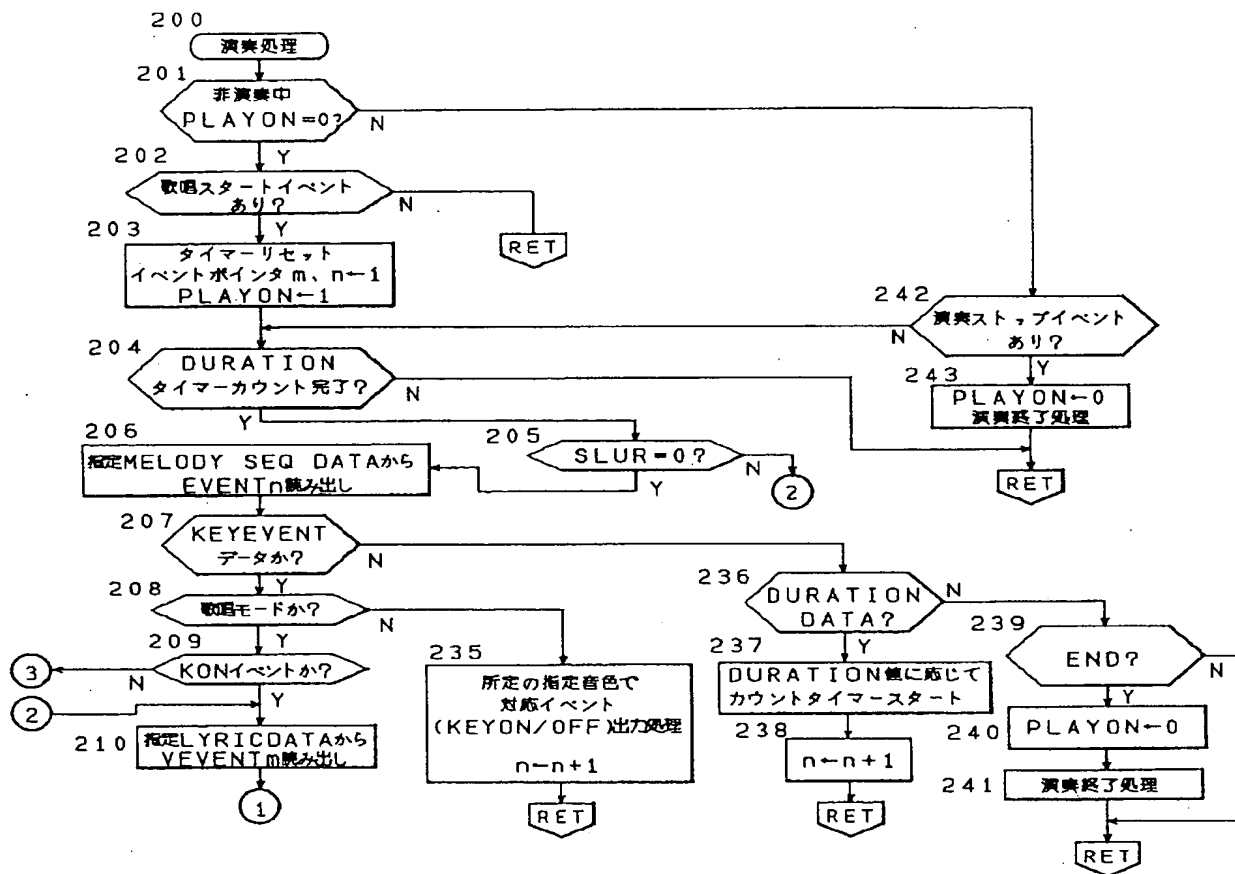 200
演奏処理
201
非演奏中
PLAYON=0?
N
Y
202
歌唱スタートイベント
あり?
N
Y
RET
203
タイマーリセット
イベントポインタm、n←1
PLAYON←1
242
演奏ストップイベント
あり?
N
Y
243
PLAYON←0
演奏終了処理
RET
204
DURATION
タイマーカウント完了?
N
Y
205
SLUR=0?
N
Y
2
206
指定MELODY SEQ DATAから
EVENTn読み出し
207
KEYEVENT
データか?
N
Y
208
歌唱モードか?
N
Y
209
KONイベントか?
N
Y
3
2
210
指定LYRICDATAから
VEVENTm読み出し
1
235
所定の指定音色で
対応イベント
(KEYON/OFF)出力処理
n←n+1
RET
236
DURATION
DATA?
N
Y
237
DURATION値に応じて
カウントタイマースタート
238
n←n+1
RET
239
END?
N
Y
240
PLAYON←0
241
演奏終了処理
RET